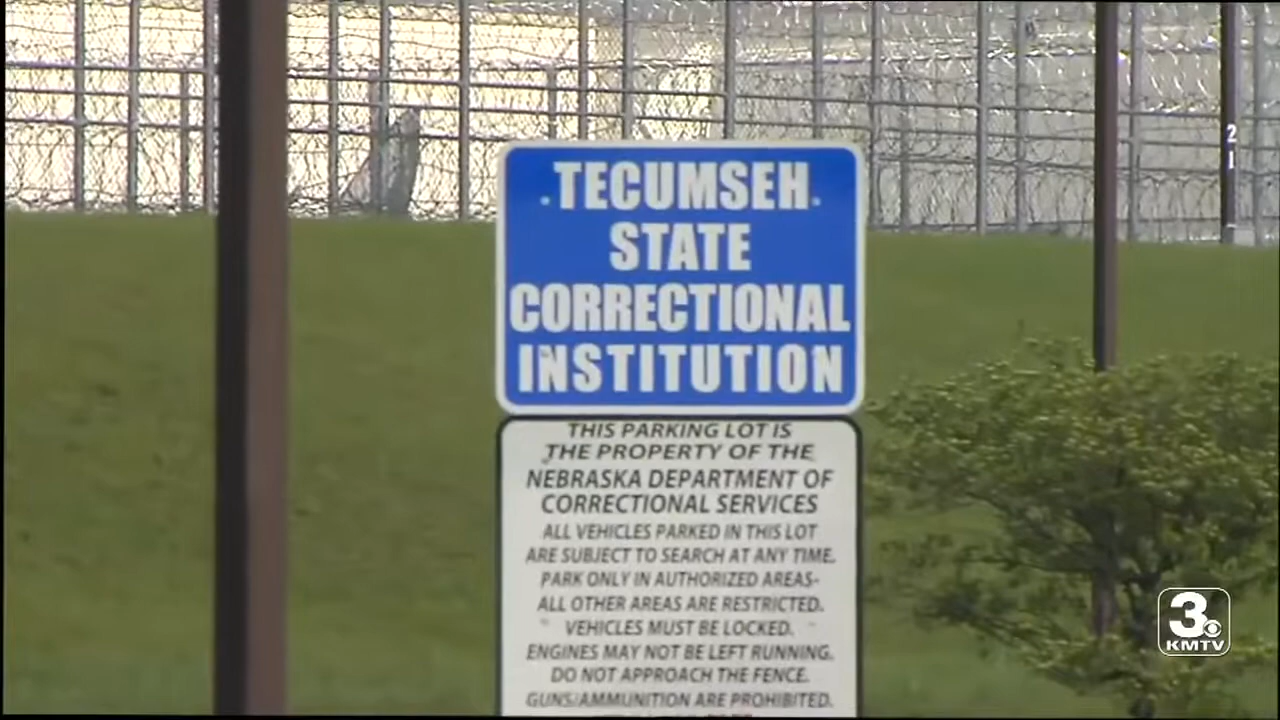 TECUMSEH
STATE
CORRECTIONAL
INSTITUTION
THIS PARKING LOT IS
THE PROPERTY OF THE
NEBRASKA DEPARTMENT OF
CORRECTIONAL SERVICES
ALL VEHICLES PARKED IN THIS LOT
ARE SUBJECT TO SEARCH AT ANY TIME.
PARK ONLY IN AUTHORIZED AREAS-
ALL OTHER AREAS ARE RESTRICTED.
VEHICLES MUST BE LOCKED.
ENGINES MAY NOT BE LEFT RUNNING.
DO NOT APPROACH THE FENCE.
GUNS/AMMUNITION ARE PROHIBITED.
2
1
3
KMTV